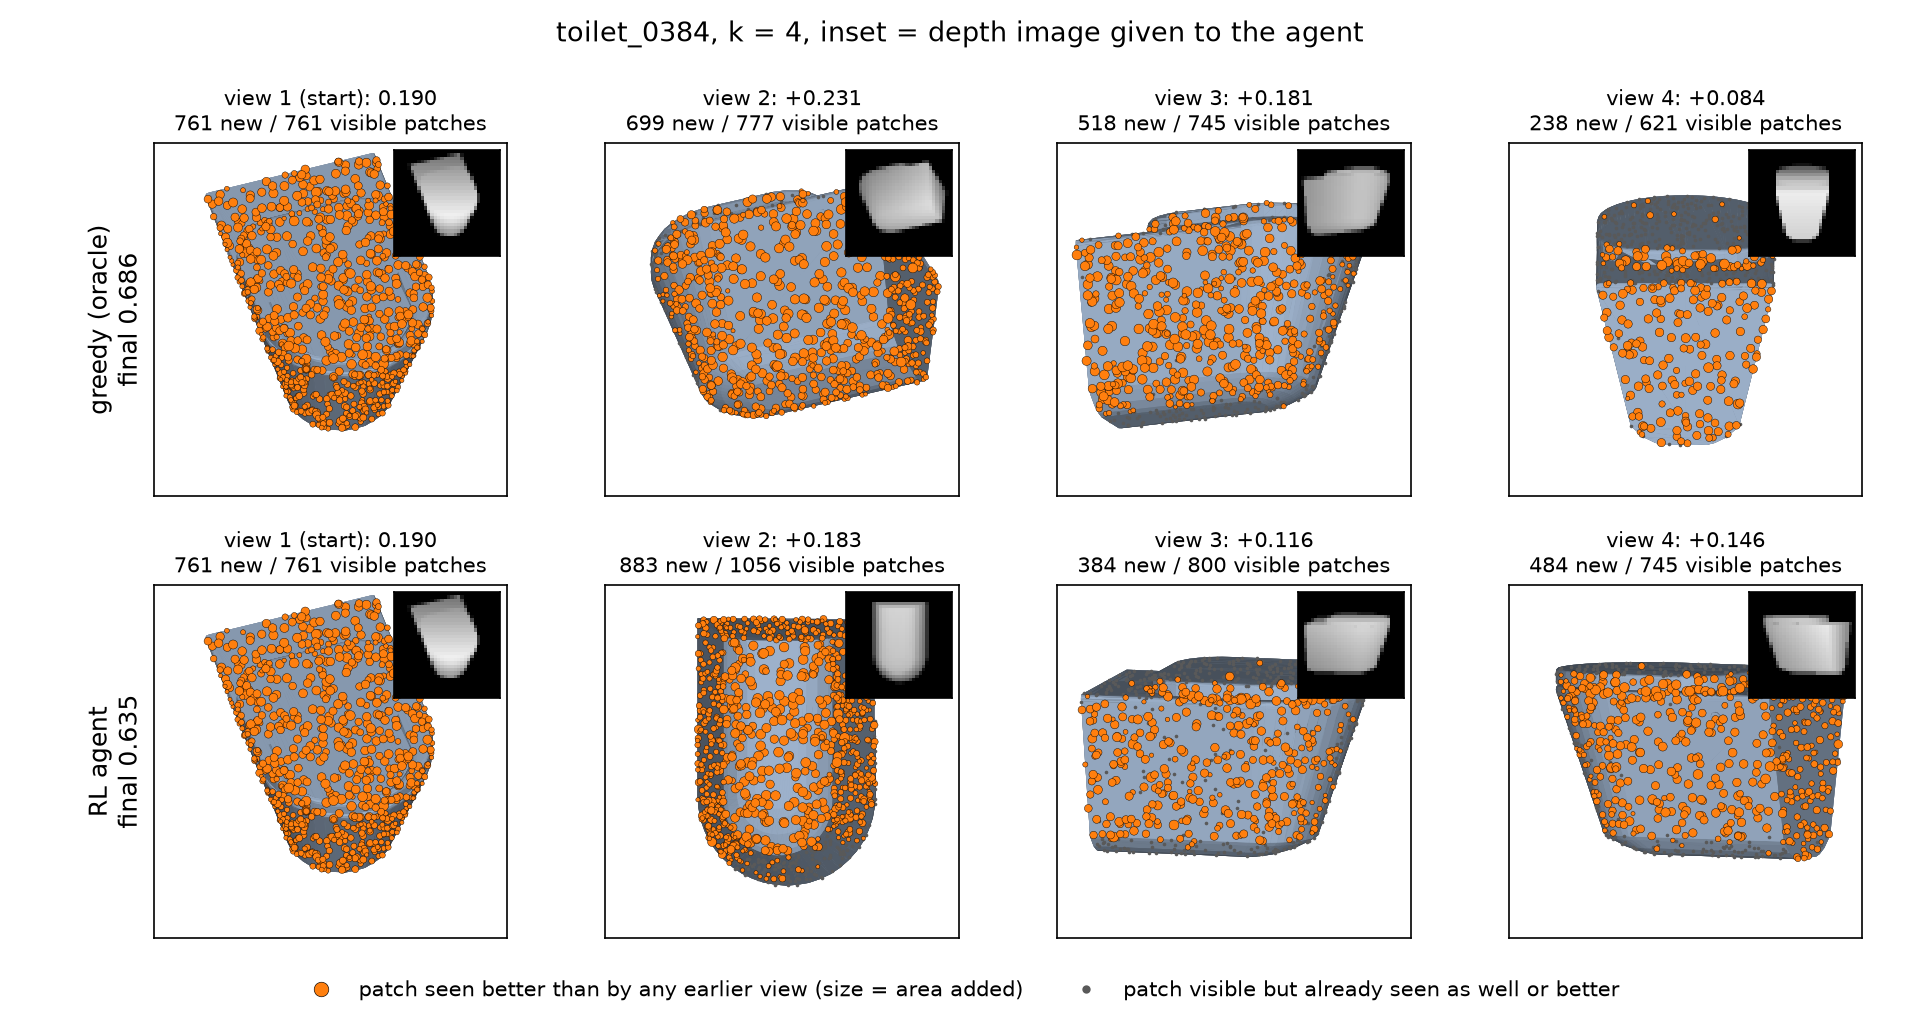 toilet_0384, k = 4, inset = depth image given to the agent
greedy (oracle)
final 0.686
view 1 (start): 0.190
761 new / 761 visible patches
view 2: +0.231
699 new / 777 visible patches
view 3: +0.181
518 new / 745 visible patches
view 4: +0.084
238 new / 621 visible patches
RL agent
final 0.635
view 1 (start): 0.190
761 new / 761 visible patches
view 2: +0.183
883 new / 1056 visible patches
view 3: +0.116
384 new / 800 visible patches
view 4: +0.146
484 new / 745 visible patches
patch seen better than by any earlier view (size = area added)
patch visible but already seen as well or better